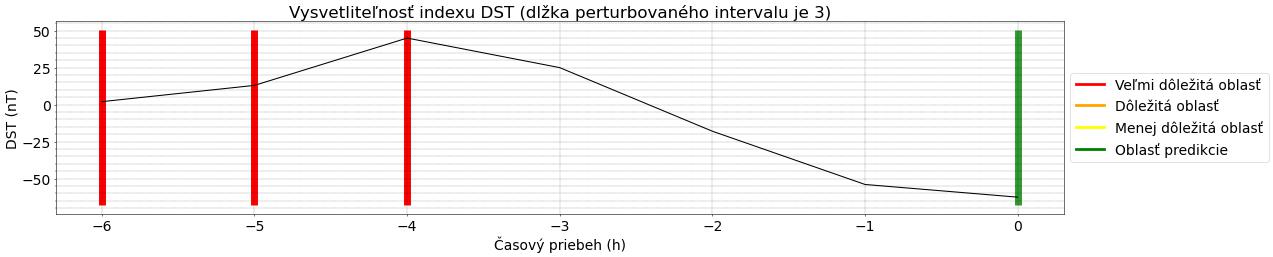 Vysvetliteľnosť indexu DST (dlžka perturbovaného intervalu je 3)
DST (nT)
50
25
0
−25
−50
−6 −5 −4 −3 −2 −1 0
Časový priebeh (h)
Veľmi dôležitá oblasť
Dôležitá oblasť
Menej dôležitá oblasť
Oblasť predikcie